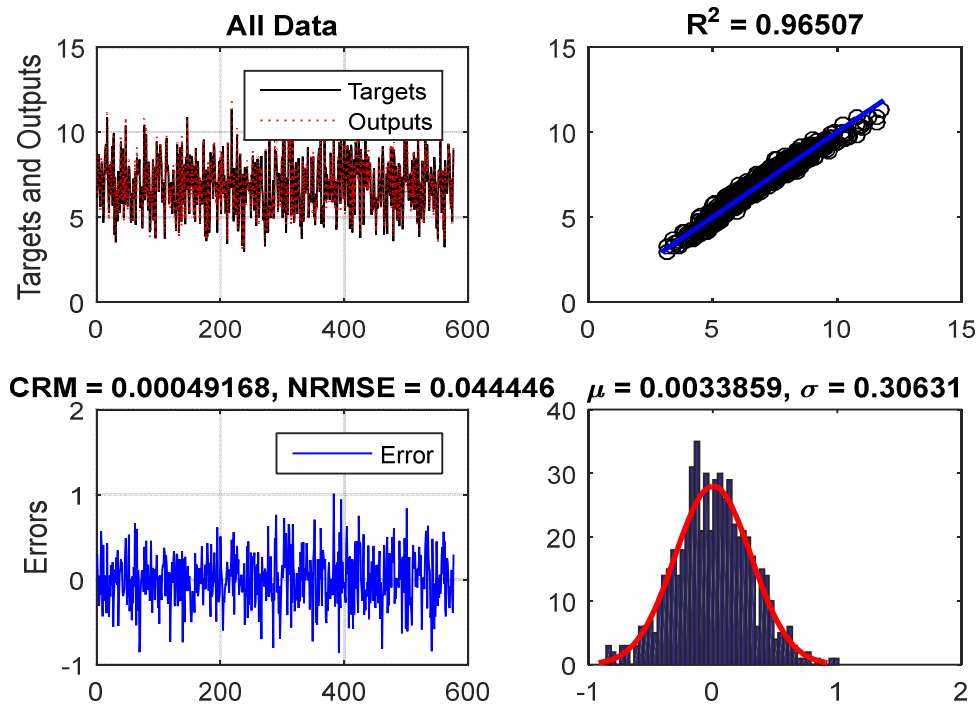 All Data
Targets and Outputs
15
10
5
0
Targets
Outputs
0 200 400 600
R² = 0.96507
15
10
5
0
0 5 10 15
CRM = 0.00049168, NRMSE = 0.044446
Errors
2
1
0
-1
Error
0 200 400 600
μ = 0.0033859, σ = 0.30631
40
30
20
10
0
-1 0 1 2